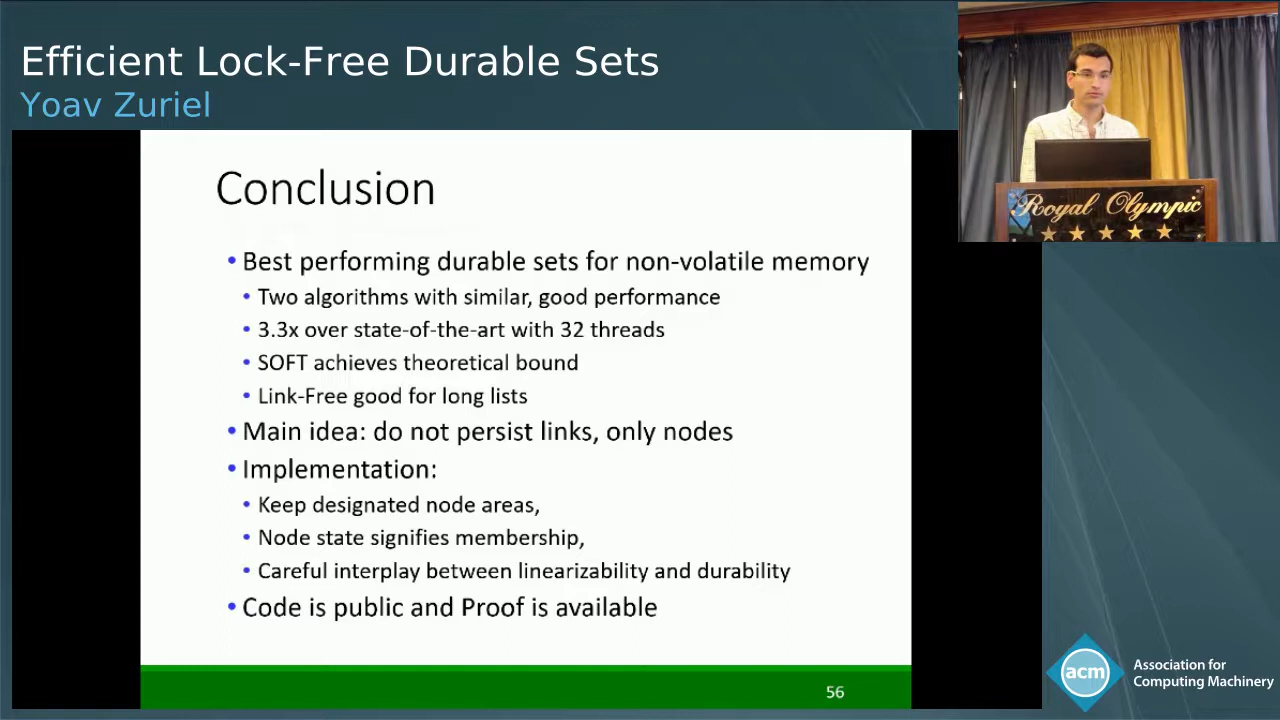 Efficient Lock-Free Durable Sets
Yoav Zuriel
Royal Olympic
Conclusion
• Best performing durable sets for non-volatile memory
• Two algorithms with similar, good performance
• 3.3x over state-of-the-art with 32 threads
• SOFT achieves theoretical bound
• Link-Free good for long lists
• Main idea: do not persist links, only nodes
• Implementation:
• Keep designated node areas,
• Node state signifies membership,
• Careful interplay between linearizability and durability
• Code is public and Proof is available
56
acm
Association for
Computing Machinery